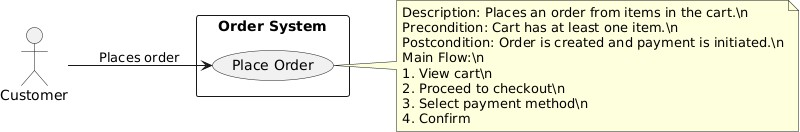 Customer
Places order
Order System
Place Order
Description: Places an order from items in the cart.\n
Precondition: Cart has at least one item.\n
Postcondition: Order is created and payment is initiated.\n
Main Flow:\n
1. View cart\n
2. Proceed to checkout\n
3. Select payment method\n
4. Confirm